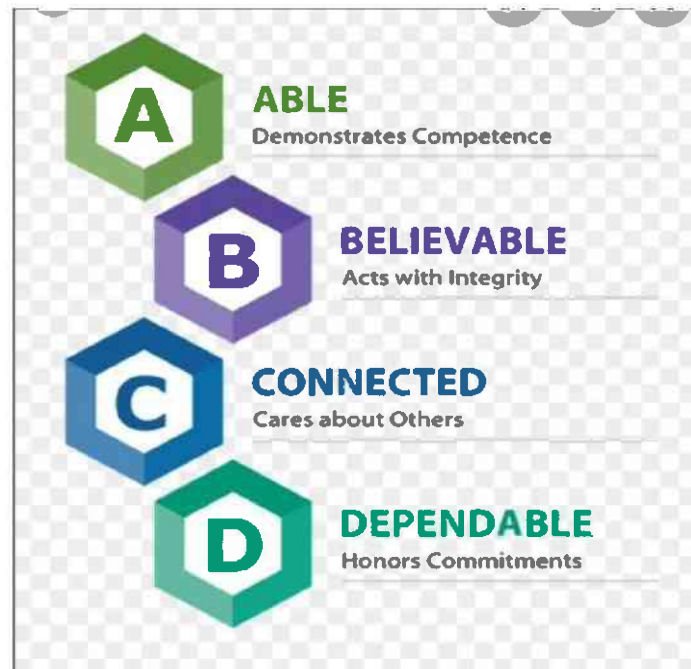 A
ABLE
Demonstrates Competence
B
BELIEVABLE
Acts with Integrity
C
CONNECTED
Cares about Others
D
DEPENDABLE
Honors Commitments